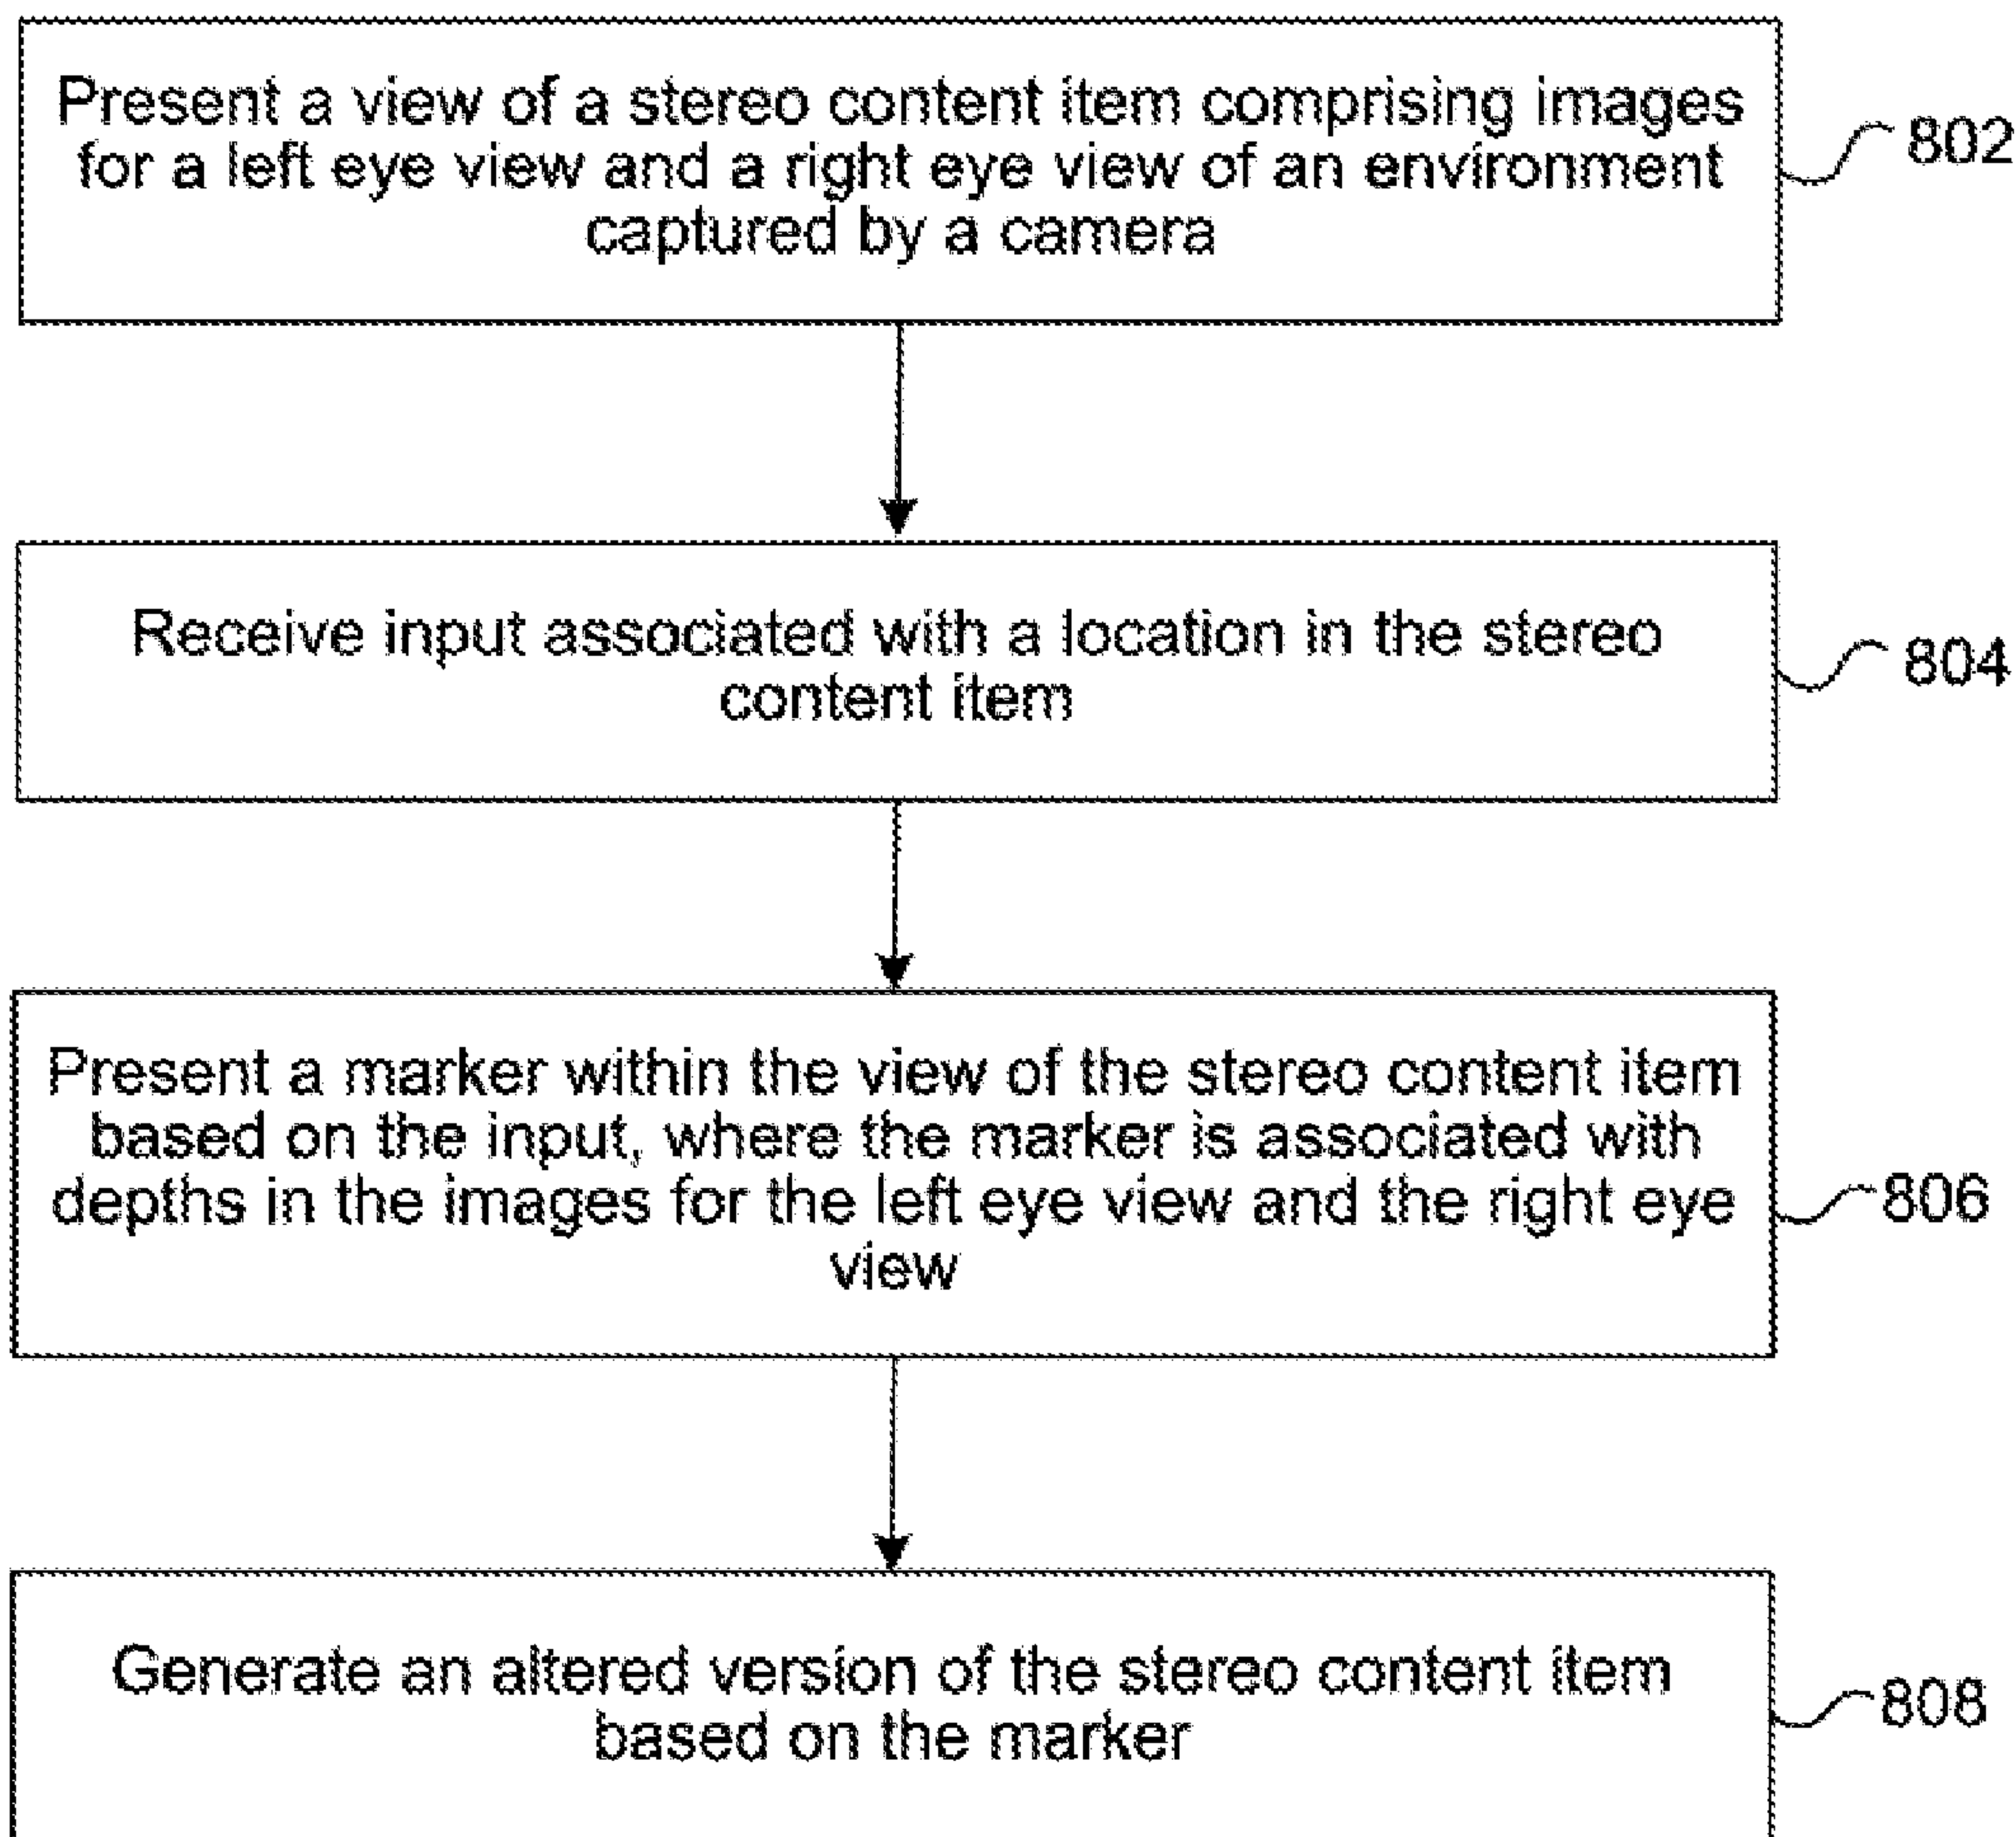 Present a view of a stereo content item comprising images
for a left eye view and a right eye view of an environment
captured by a camera
802
Receive input associated with a location in the stereo
content item
804
Present a marker within the view of the stereo content item
based on the input, where the marker is associated with
depths in the images for the left eye view and the right eye
view
806
Generate an altered version of the stereo content item
based on the marker
808